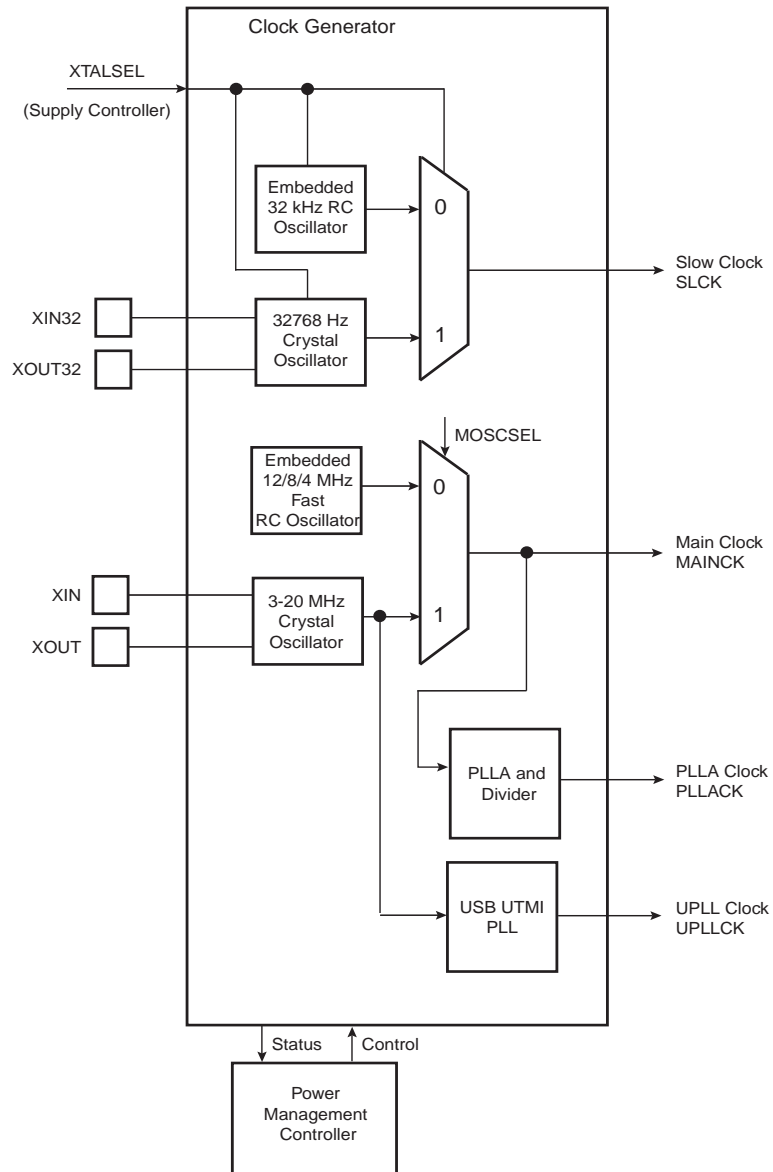 Clock Generator
XTALSEL
(Supply Controller)
Embedded
32 kHz RC
Oscillator
0
Slow Clock
SLCK
XIN32
32768 Hz
Crystal
Oscillator
1
XOUT32
MOSCSEL
Embedded
12/8/4 MHz
Fast
RC Oscillator
0
Main Clock
MAINCK
XIN
3-20 MHz
Crystal
Oscillator
1
XOUT
PLLA and
Divider
PLLA Clock
PLLACK
USB UTMI
PLL
UPLL Clock
UPLLCK
Status
Control
Power
Management
Controller